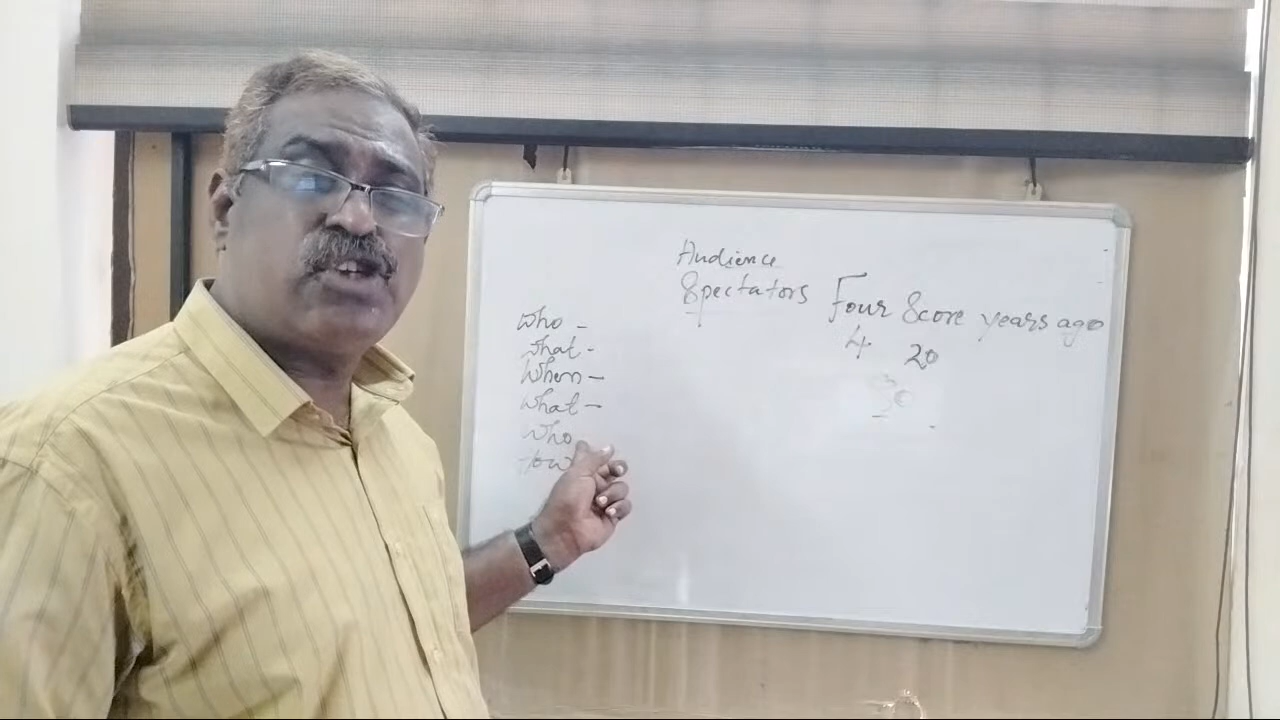 Audience
Spectators
Four Score years ago
4 20
who -
what -
when -
what -
who
How